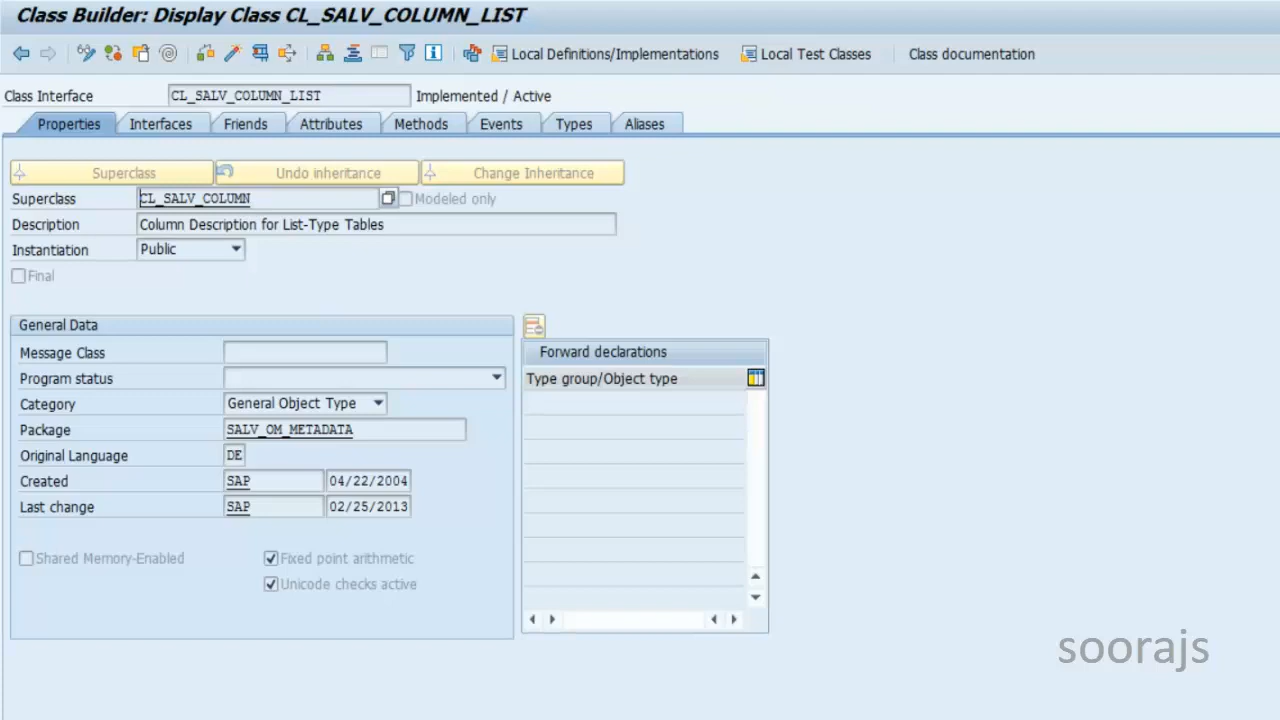 Class Builder: Display Class CL_SALV_COLUMN_LIST
Local Definitions/Implementations Local Test Classes Class documentation
Class Interface CL_SALV_COLUMN_LIST Implemented / Active
Properties Interfaces Friends Attributes Methods Events Types Aliases
Superclass Undo inheritance Change Inheritance
Superclass CL_SALV_COLUMN Modeled only
Description Column Description for List-Type Tables
Instantiation Public
Final
General Data
Message Class
Program status
Category General Object Type
Package SALV_OM_METADATA
Original Language DE
Created SAP 04/22/2004
Last change SAP 02/25/2013
Shared Memory-Enabled Fixed point arithmetic
Unicode checks active
Forward declarations
Type group/Object type
soorajs